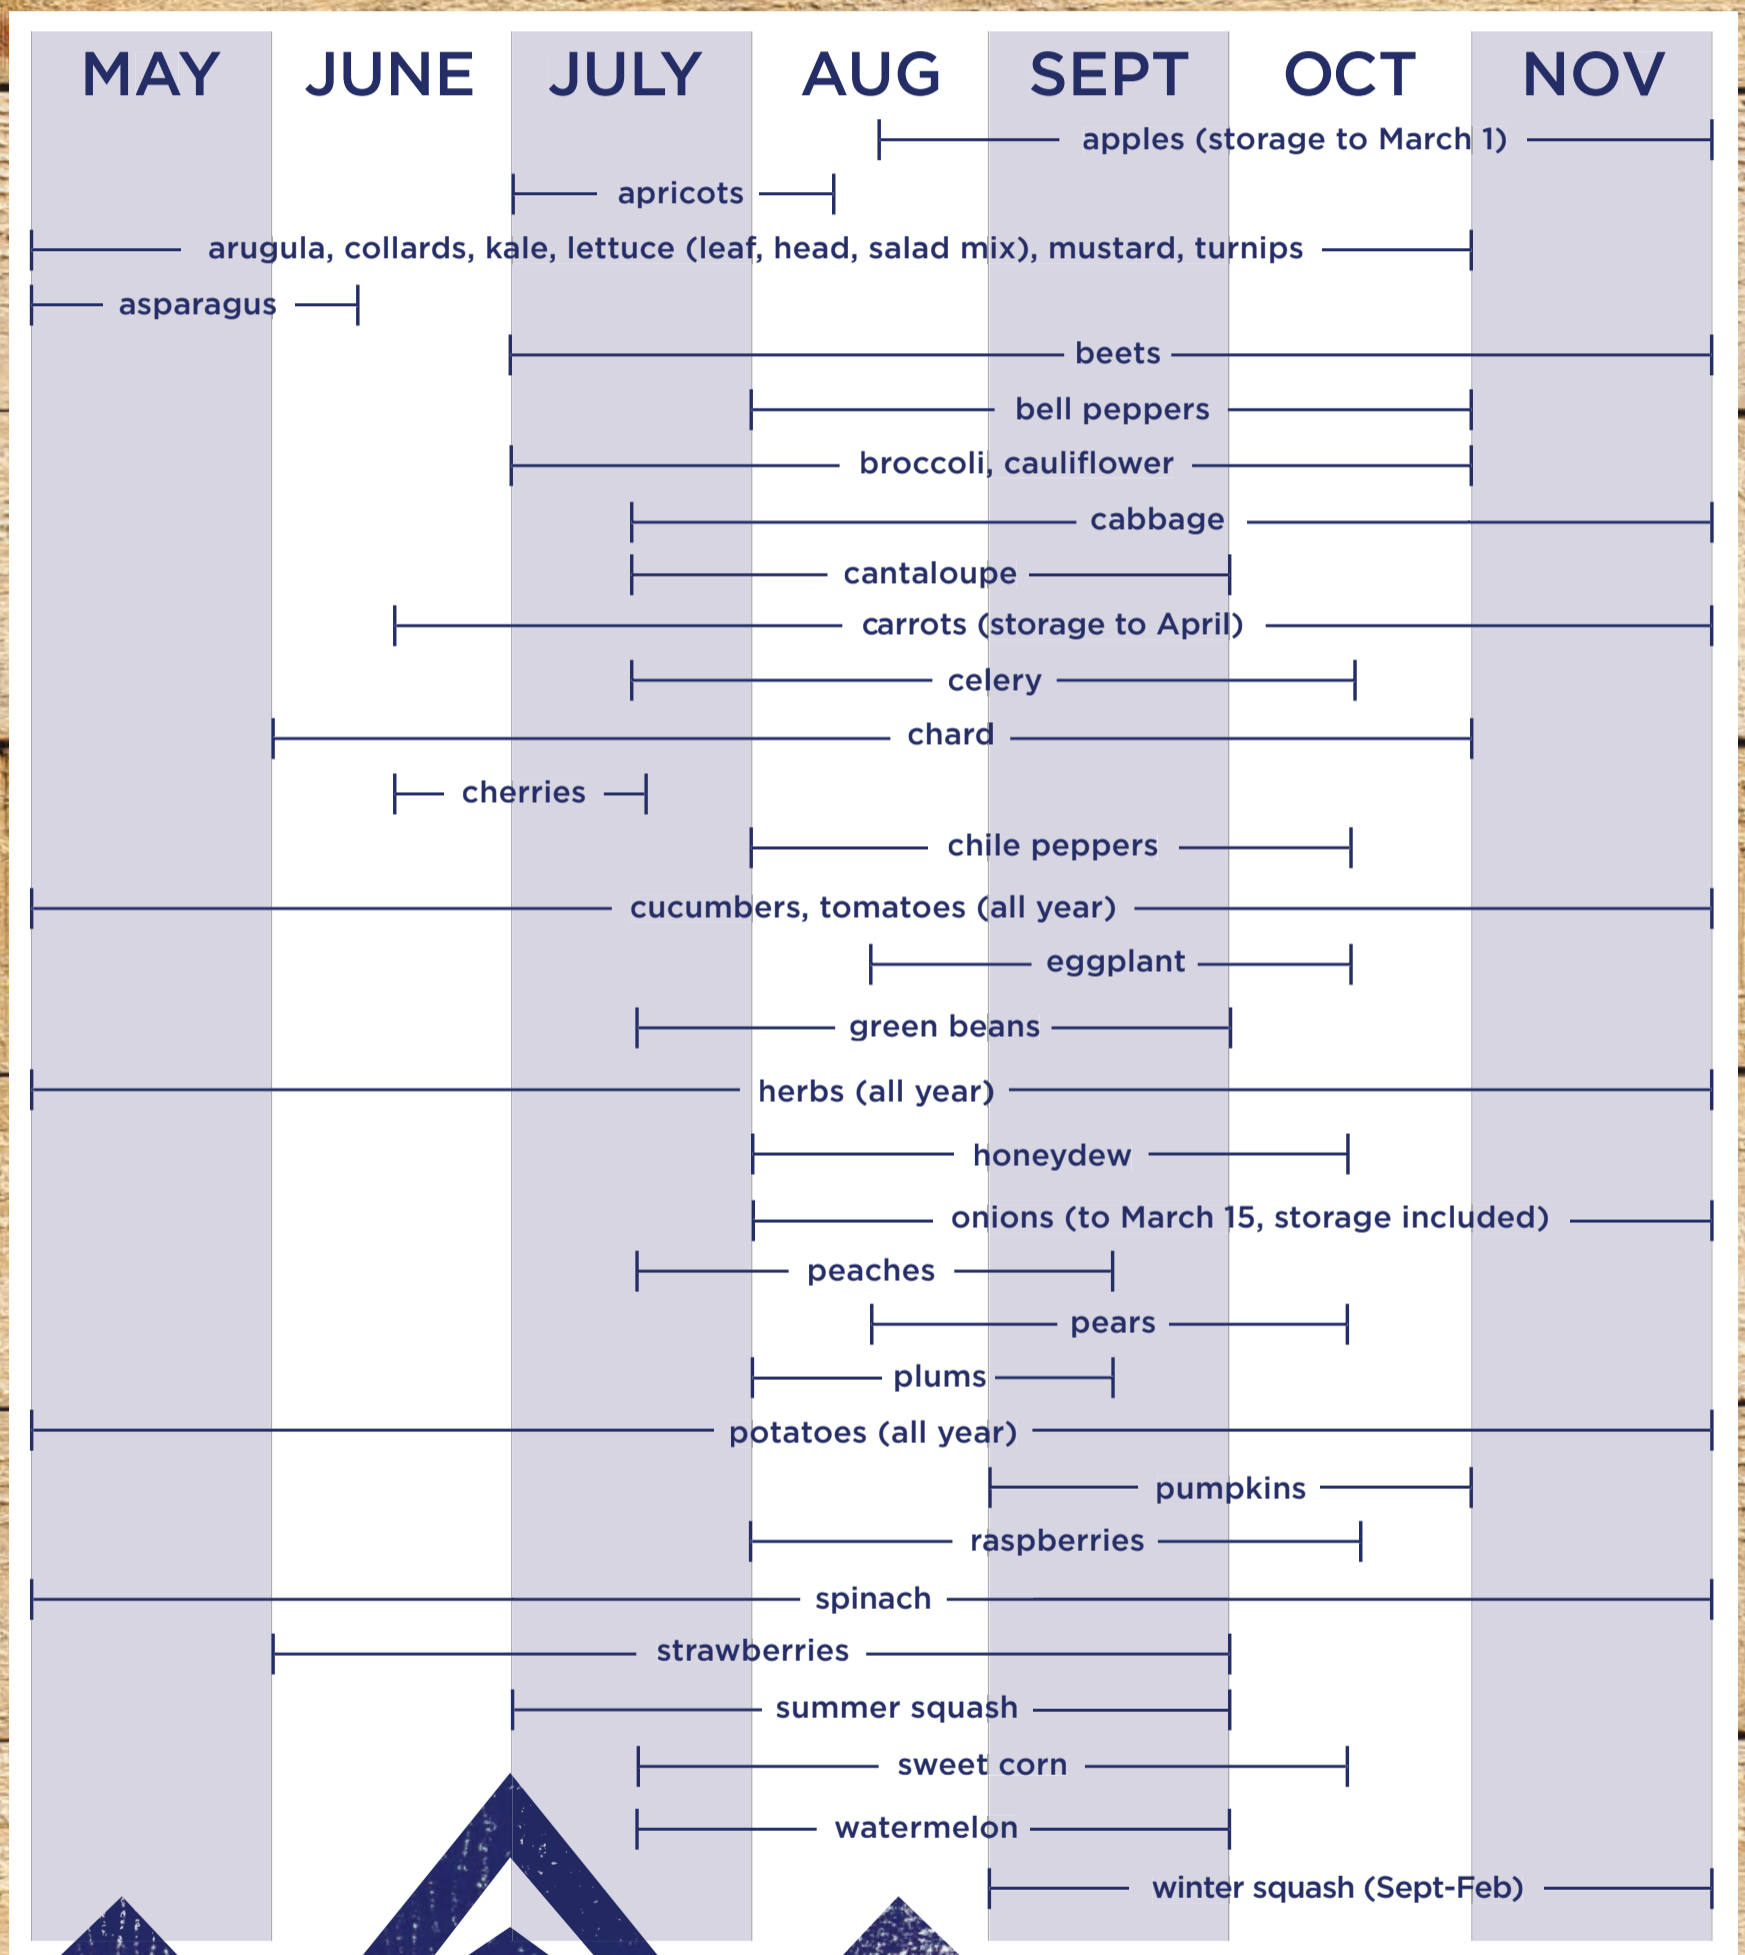 MAY JUNE JULY AUG SEPT OCT NOV
apples (storage to March 1)
apricots
arugula, collards, kale, lettuce (leaf, head, salad mix), mustard, turnips
asparagus
beets
bell peppers
broccoli, cauliflower
cabbage
cantaloupe
carrots (storage to April)
celery
chard
cherries
chile peppers
cucumbers, tomatoes (all year)
eggplant
green beans
herbs (all year)
honeydew
onions (to March 15, storage included)
peaches
pears
plums
potatoes (all year)
pumpkins
raspberries
spinach
strawberries
summer squash
sweet corn
watermelon
winter squash (Sept-Feb)